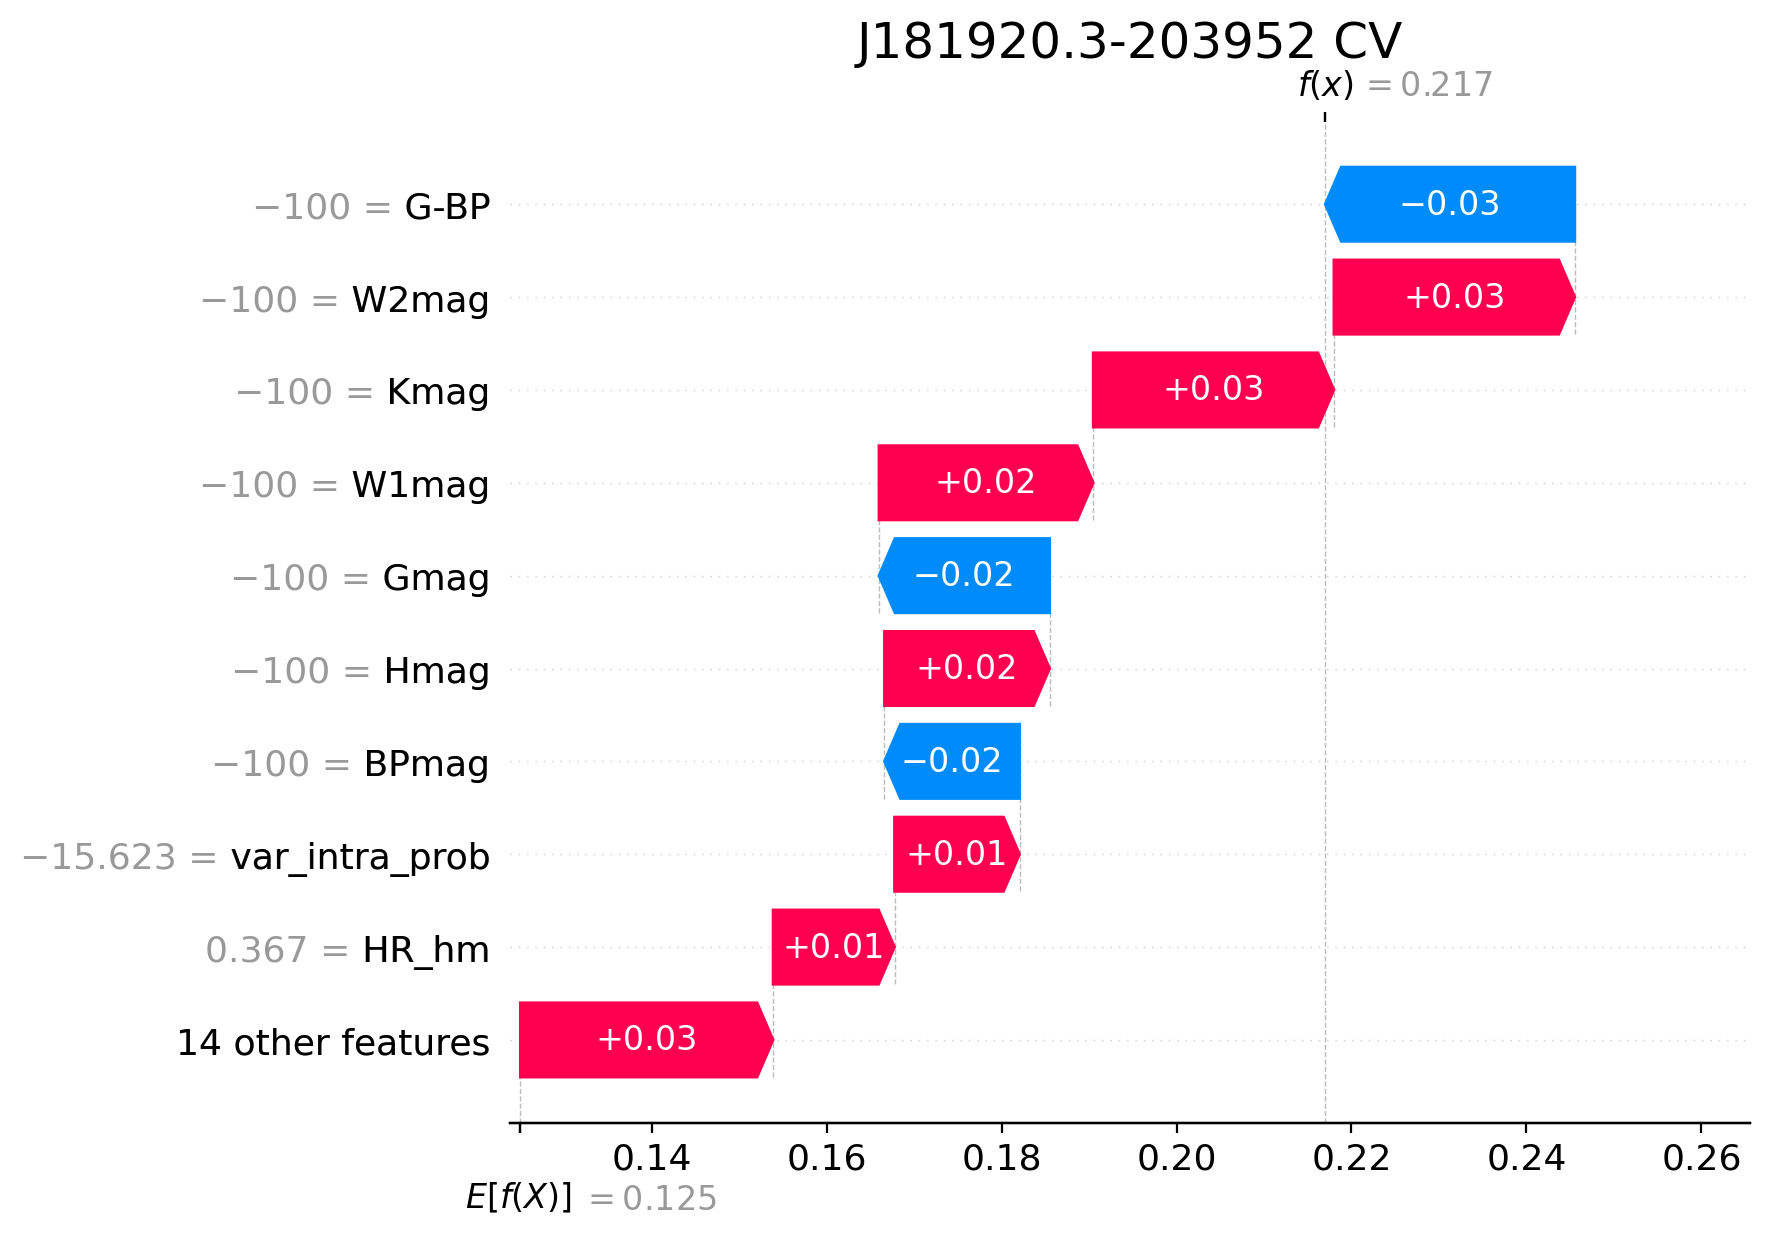 J181920.3-203952 CV
f(x) = 0.217
−100 = G-BP
−0.03
−100 = W2mag
+0.03
−100 = Kmag
+0.03
−100 = W1mag
+0.02
−100 = Gmag
−0.02
−100 = Hmag
+0.02
−100 = BPmag
−0.02
−15.623 = var_intra_prob
+0.01
0.367 = HR_hm
+0.01
14 other features
+0.03
0.14 0.16 0.18 0.20 0.22 0.24 0.26
E[f(X)] = 0.125